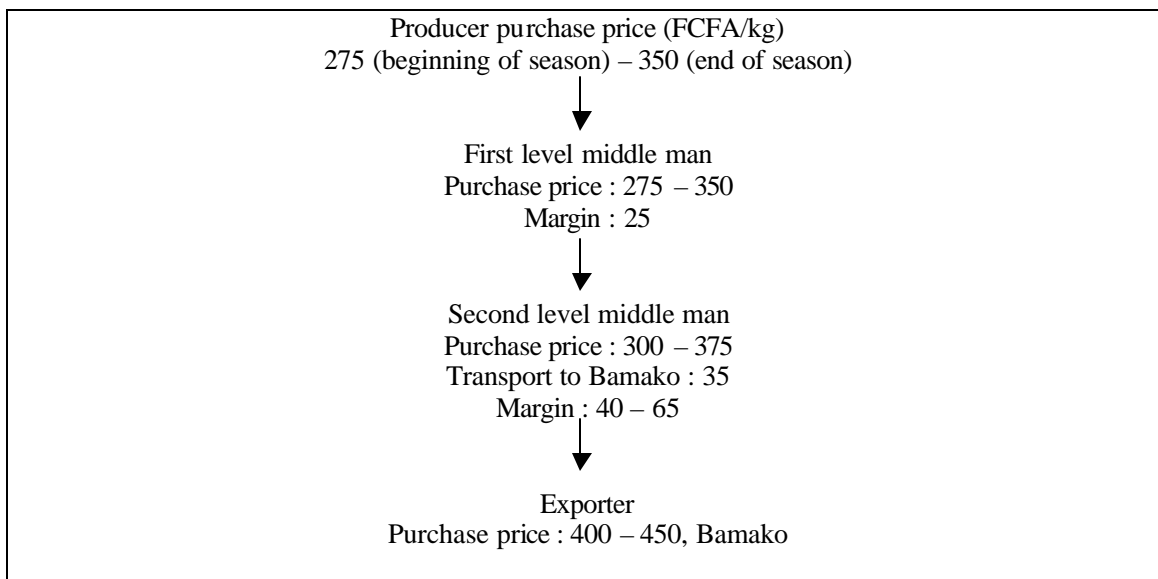 Producer purchase price (FCFA/kg)
275 (beginning of season) – 350 (end of season)
First level middle man
Purchase price : 275 – 350
Margin : 25
Second level middle man
Purchase price : 300 – 375
Transport to Bamako : 35
Margin : 40 – 65
Exporter
Purchase price : 400 – 450, Bamako